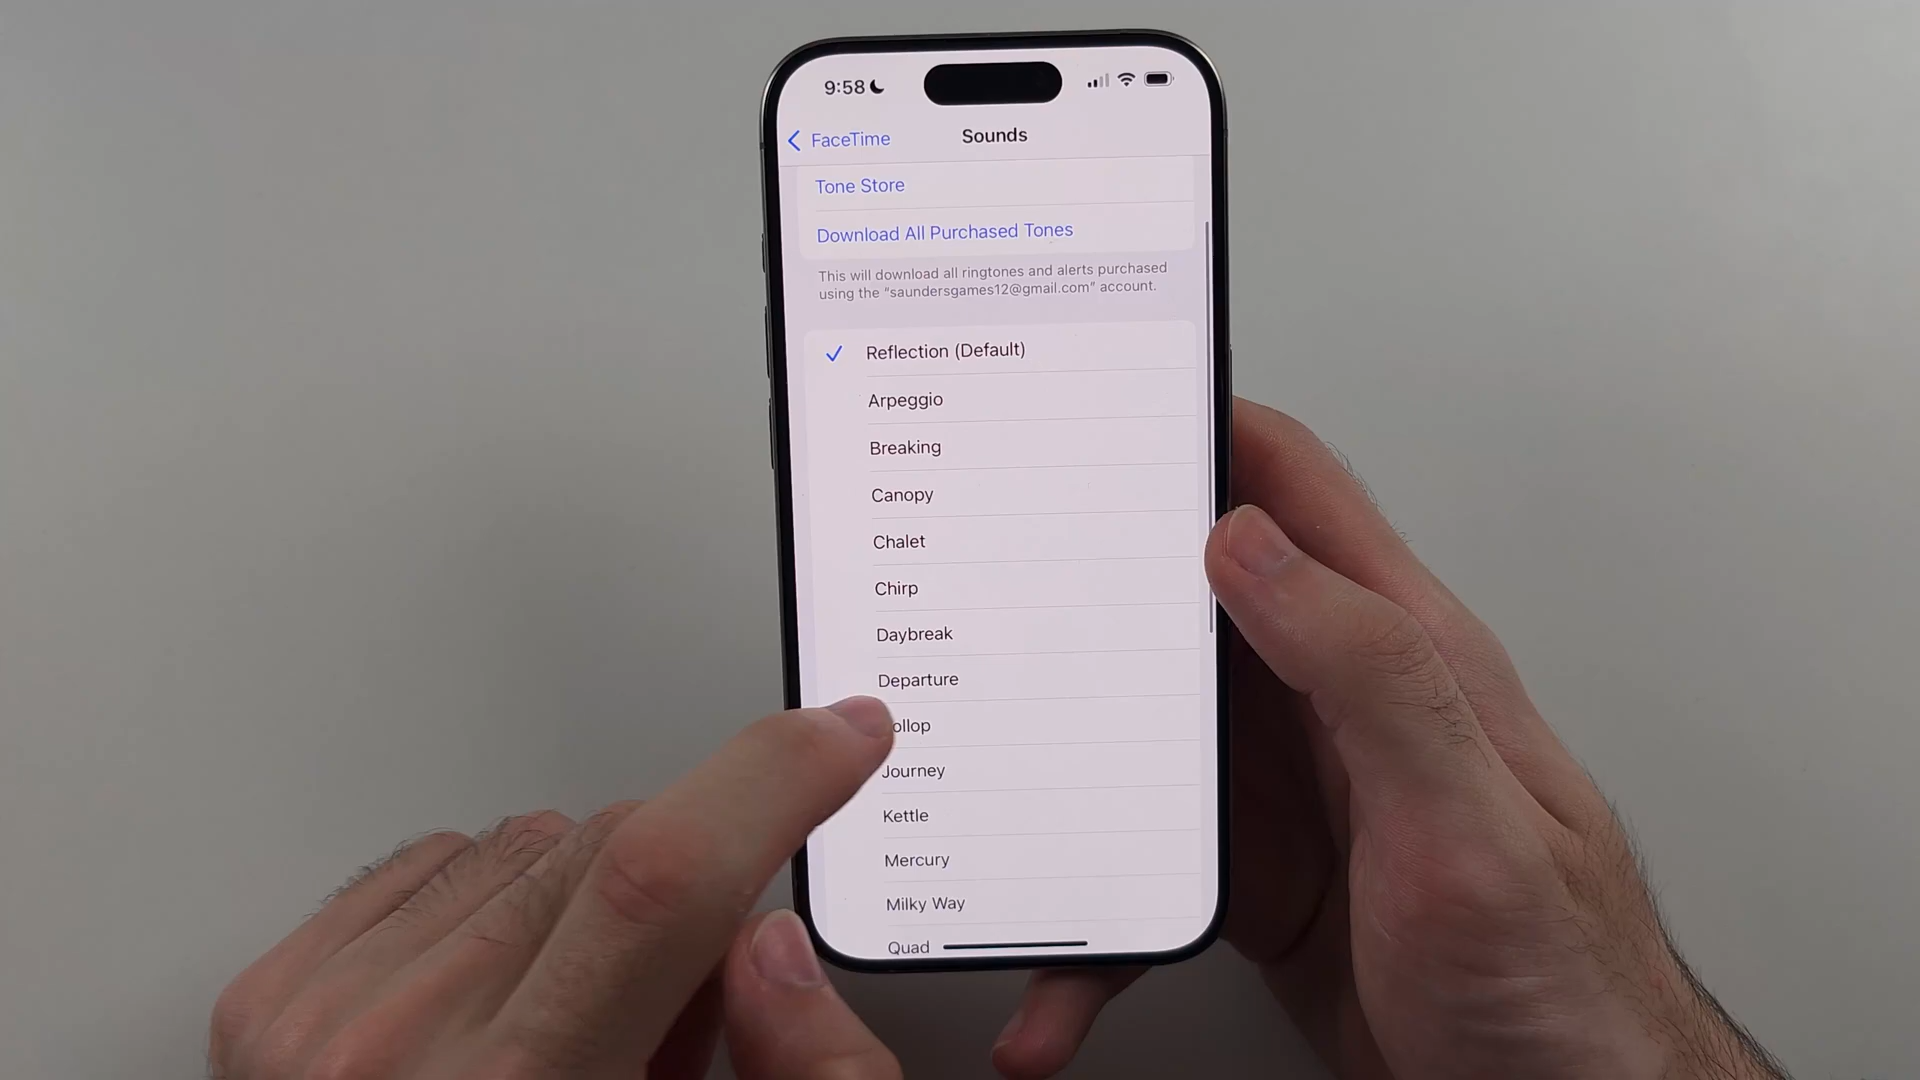 9:58
FaceTime
Sounds
Tone Store
Download All Purchased Tones
This will download all ringtones and alerts purchased
using the “saundersgames12@gmail.com” account.
Reflection (Default)
Arpeggio
Breaking
Canopy
Chalet
Chirp
Daybreak
Departure
ollop
Journey
Kettle
Mercury
Milky Way
Quad